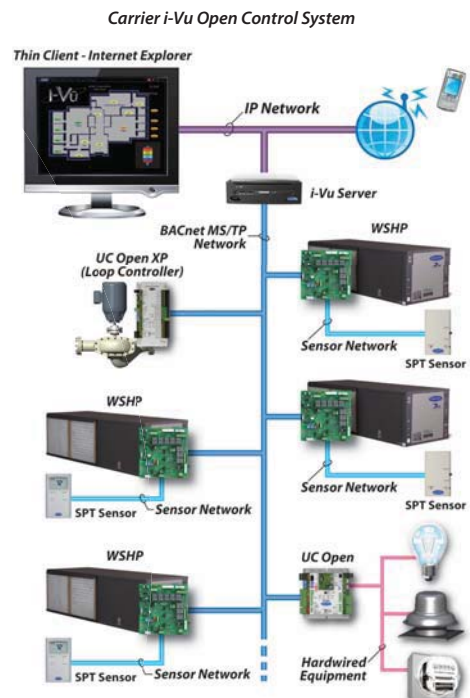 Carrier i-Vu Open Control System
Thin Client - Internet Explorer
i-Vu
IP Network
i-Vu Server
BACnet MS/TP
Network
WSHP
UC Open XP
(Loop Controller)
Sensor Network
SPT Sensor
WSHP
Sensor Network
SPT Sensor
SPT Sensor
Sensor Network
UC Open
WSHP
Hardwired
Equipment
SPT Sensor
Sensor Network